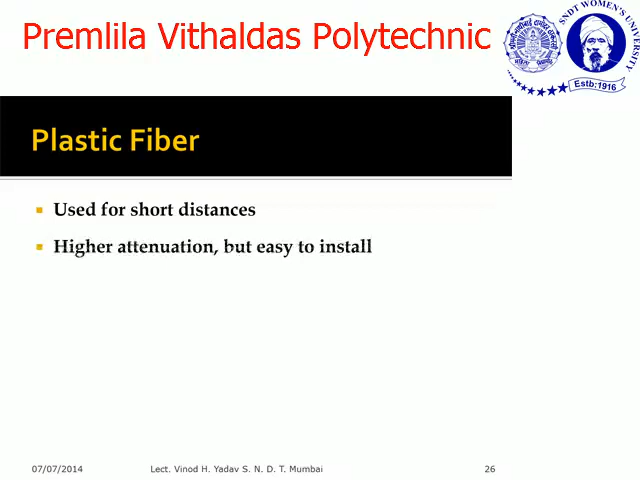 Premlila Vithaldas Polytechnic
SNDT WOMEN'S UNIVERSITY
Estb:1916
Plastic Fiber
Used for short distances
Higher attenuation, but easy to install
07/07/2014 Lect. Vinod H. Yadav S. N. D. T. Mumbai 26